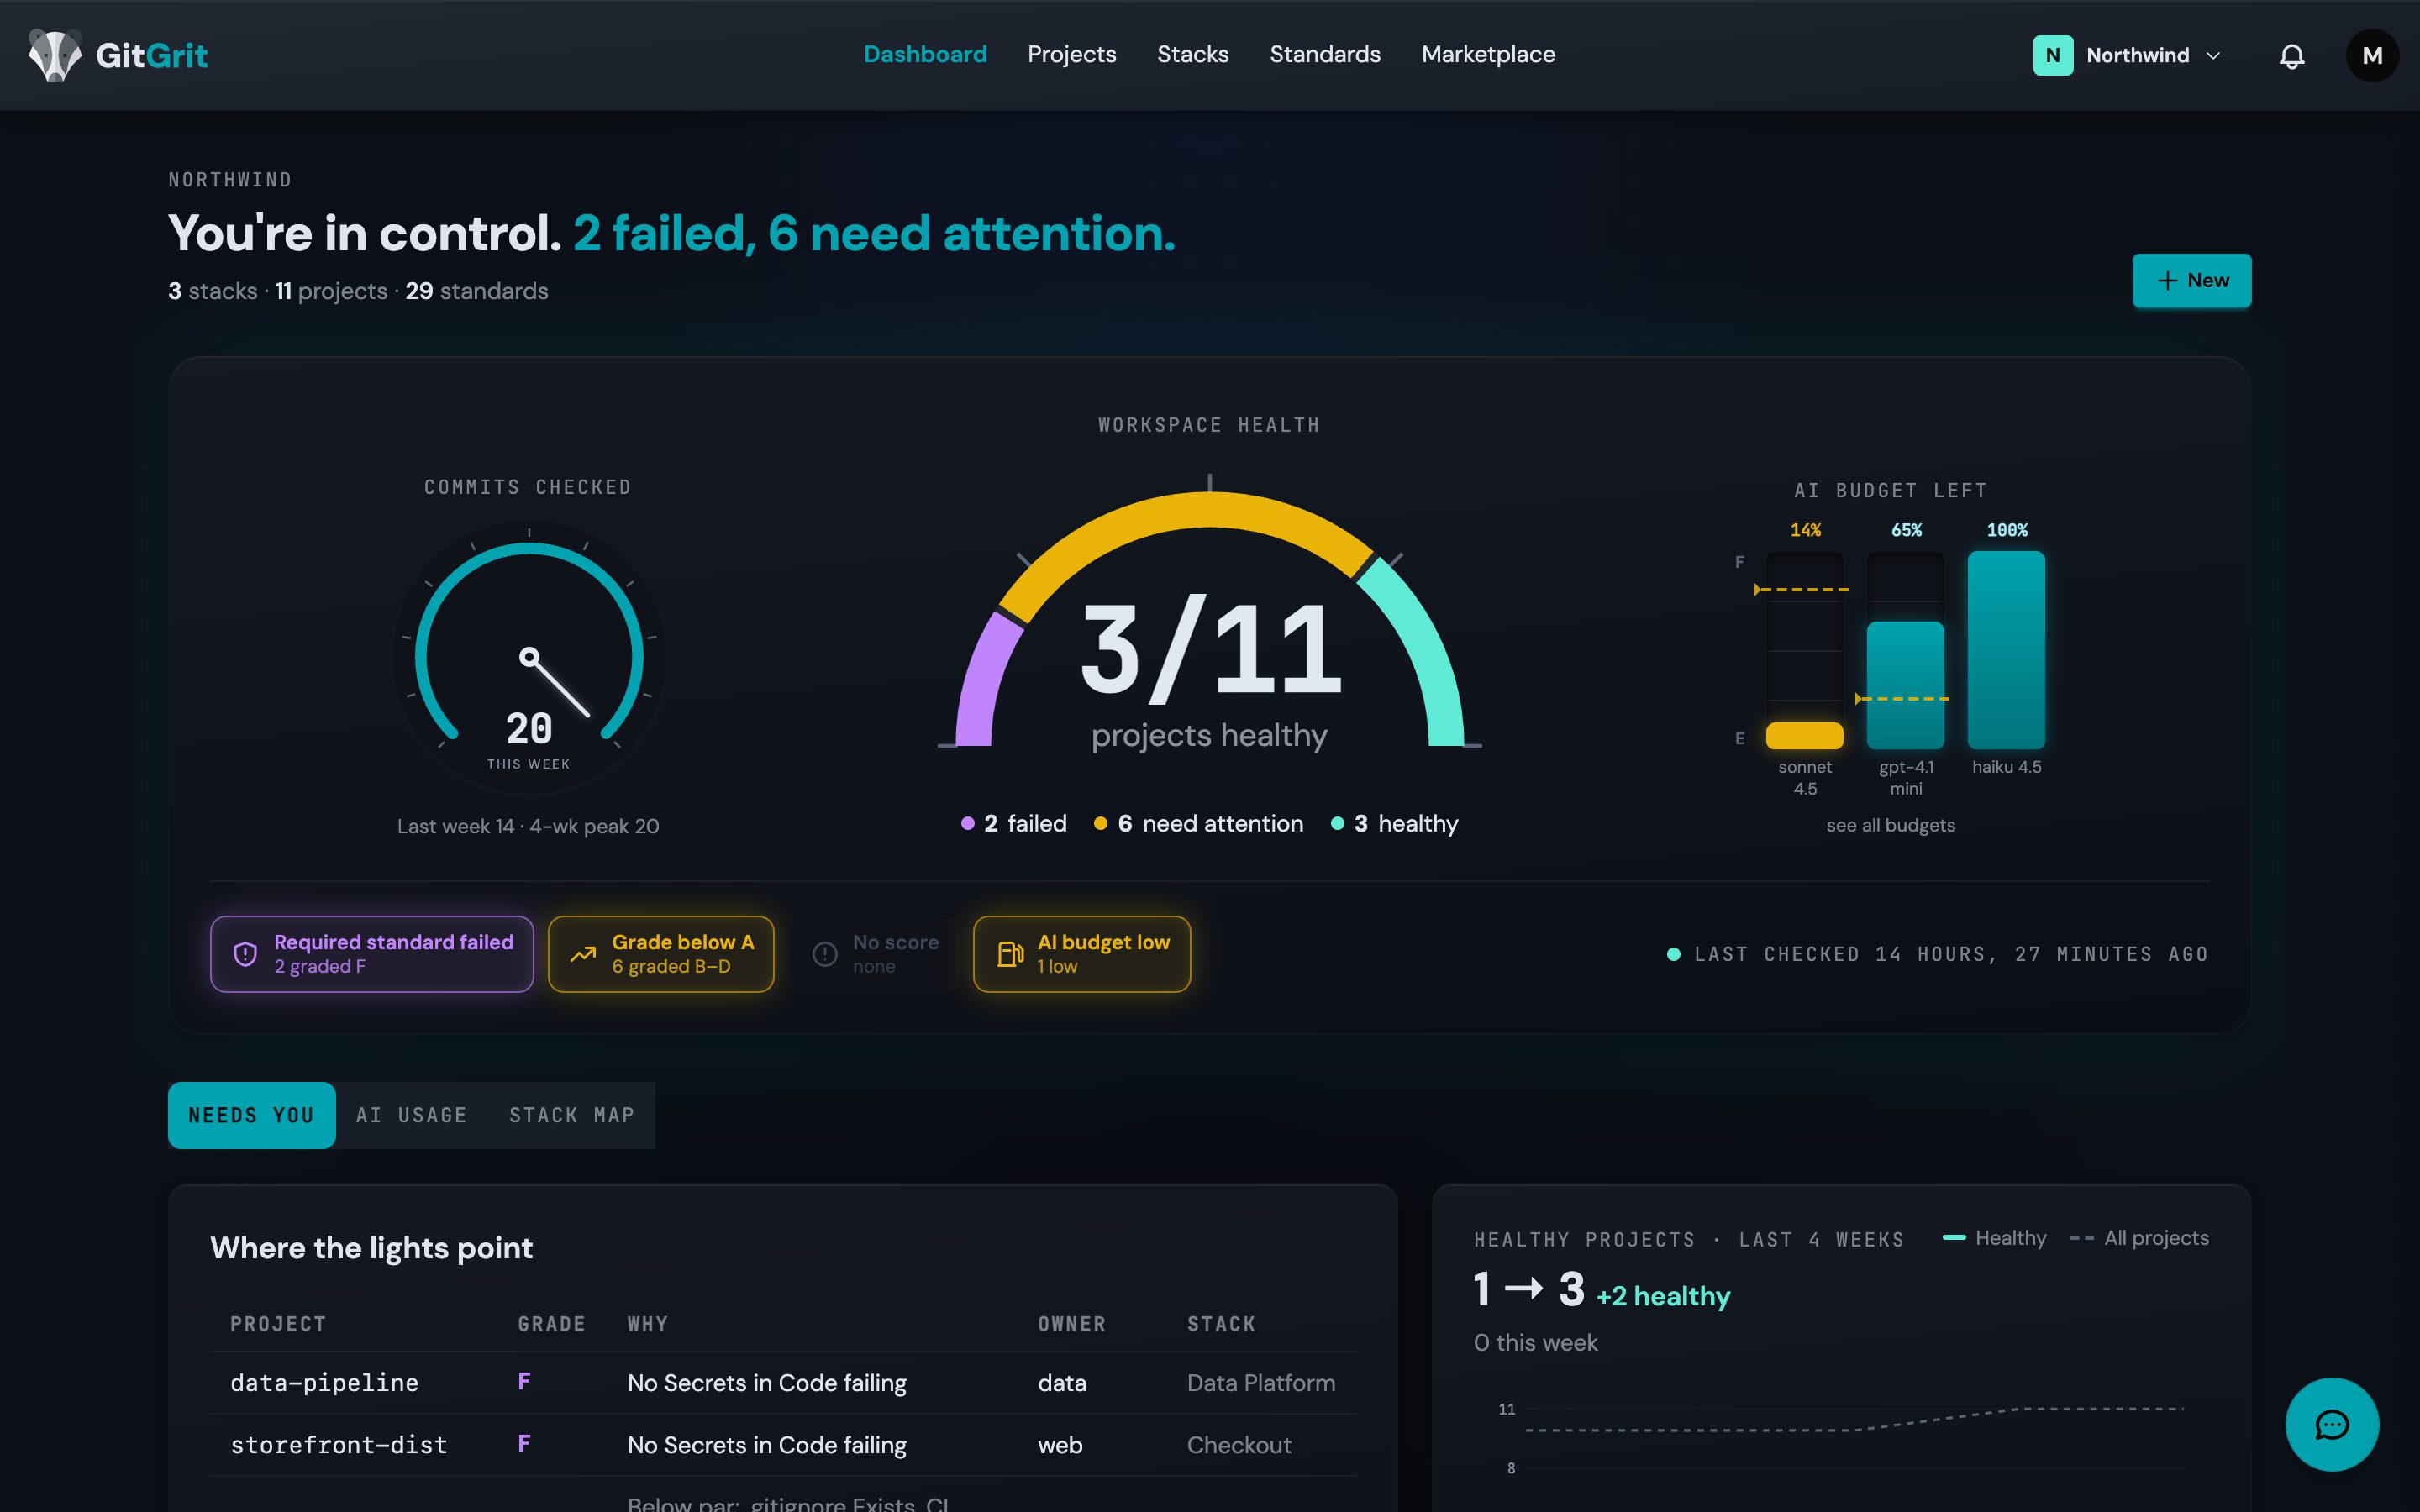 GitGrit
Dashboard
Projects
Stacks
Standards
Marketplace
N
Northwind
M
NORTHWIND
You're in control. 2 failed, 6 need attention.
3 stacks · 11 projects · 29 standards
+ New
WORKSPACE HEALTH
COMMITS CHECKED
20
THIS WEEK
Last week 14 · 4-wk peak 20
3/11
projects healthy
2 failed
6 need attention
3 healthy
AI BUDGET LEFT
14%
65%
100%
F
E
sonnet
4.5
gpt-4.1
mini
haiku 4.5
see all budgets
Required standard failed
2 graded F
Grade below A
6 graded B–D
No score
none
AI budget low
1 low
LAST CHECKED 14 HOURS, 27 MINUTES AGO
NEEDS YOU
AI USAGE
STACK MAP
Where the lights point
PROJECT GRADE WHY OWNER STACK
data-pipeline F No Secrets in Code failing data Data Platform
storefront-dist F No Secrets in Code failing web Checkout
Below par: .gitignore Exists, CI
HEALTHY PROJECTS · LAST 4 WEEKS
Healthy
All projects
1 → 3 +2 healthy
0 this week
11
8